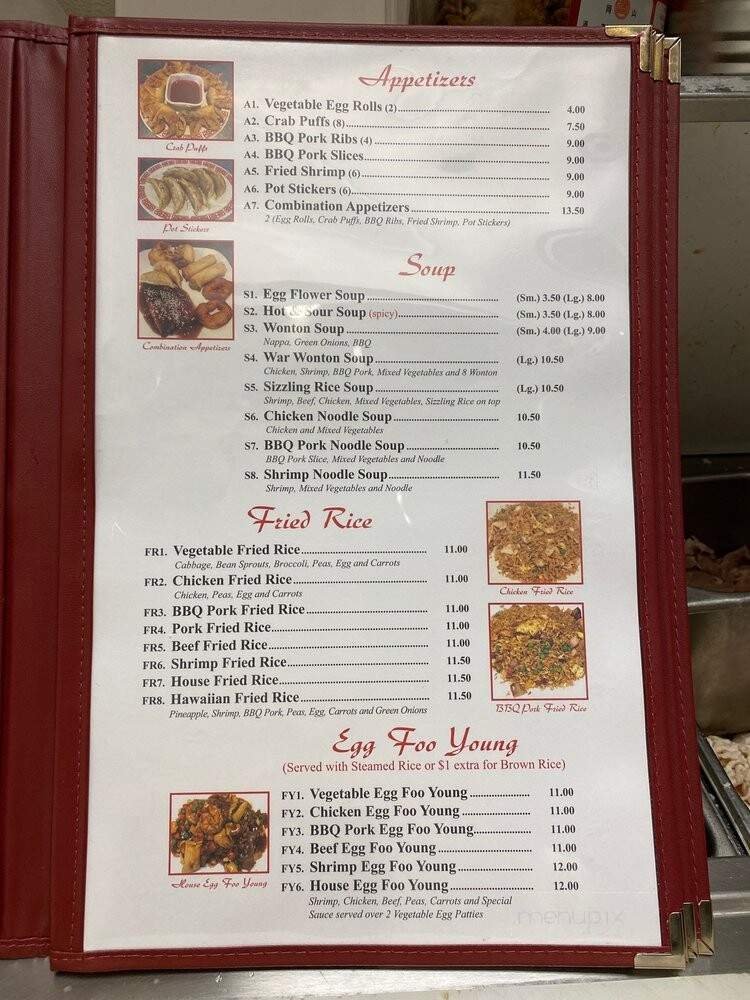 Appetizers
A1. Vegetable Egg Rolls (2) 4.00
A2. Crab Puffs (8) 7.50
A3. BBQ Pork Ribs (4) 9.00
A4. BBQ Pork Slices 9.00
A5. Fried Shrimp (6) 9.00
A6. Pot Stickers (6) 9.00
A7. Combination Appetizers 13.50
2 (Egg Rolls, Crab Puffs, BBQ Ribs, Fried Shrimp, Pot Stickers)
Crab Puffs
Pot Stickers
Combination Appetizers
Soup
S1. Egg Flower Soup (Sm.) 3.50 (Lg.) 8.00
S2. Hot & Sour Soup (spicy) (Sm.) 3.50 (Lg.) 8.00
S3. Wonton Soup (Sm.) 4.00 (Lg.) 9.00
Nappa, Green Onions, BBQ
S4. War Wonton Soup (Lg.) 10.50
Chicken, Shrimp, BBQ Pork, Mixed Vegetables and 8 Wonton
S5. Sizzling Rice Soup (Lg.) 10.50
Shrimp, Beef, Chicken, Mixed Vegetables, Sizzling Rice on top
S6. Chicken Noodle Soup 10.50
Chicken and Mixed Vegetables
S7. BBQ Pork Noodle Soup 10.50
BBQ Pork Slice, Mixed Vegetables and Noodle
S8. Shrimp Noodle Soup 11.50
Shrimp, Mixed Vegetables and Noodle
Fried Rice
FR1. Vegetable Fried Rice 11.00
Cabbage, Bean Sprouts, Broccoli, Peas, Egg and Carrots
FR2. Chicken Fried Rice 11.00
Chicken, Peas, Egg and Carrots
FR3. BBQ Pork Fried Rice 11.00
FR4. Pork Fried Rice 11.00
FR5. Beef Fried Rice 11.00
FR6. Shrimp Fried Rice 11.50
FR7. House Fried Rice 11.50
FR8. Hawaiian Fried Rice 11.50
Pineapple, Shrimp, BBQ Pork, Peas, Egg, Carrots and Green Onions
Chicken Fried Rice
BBQ Pork Fried Rice
Egg Foo Young
(Served with Steamed Rice or $1 extra for Brown Rice)
FY1. Vegetable Egg Foo Young 11.00
FY2. Chicken Egg Foo Young 11.00
FY3. BBQ Pork Egg Foo Young 11.00
FY4. Beef Egg Foo Young 11.00
FY5. Shrimp Egg Foo Young 12.00
FY6. House Egg Foo Young 12.00
Shrimp, Chicken, Beef, Peas, Carrots and Special
Sauce served over 2 Vegetable Egg Patties
House Egg Foo Young
menupix